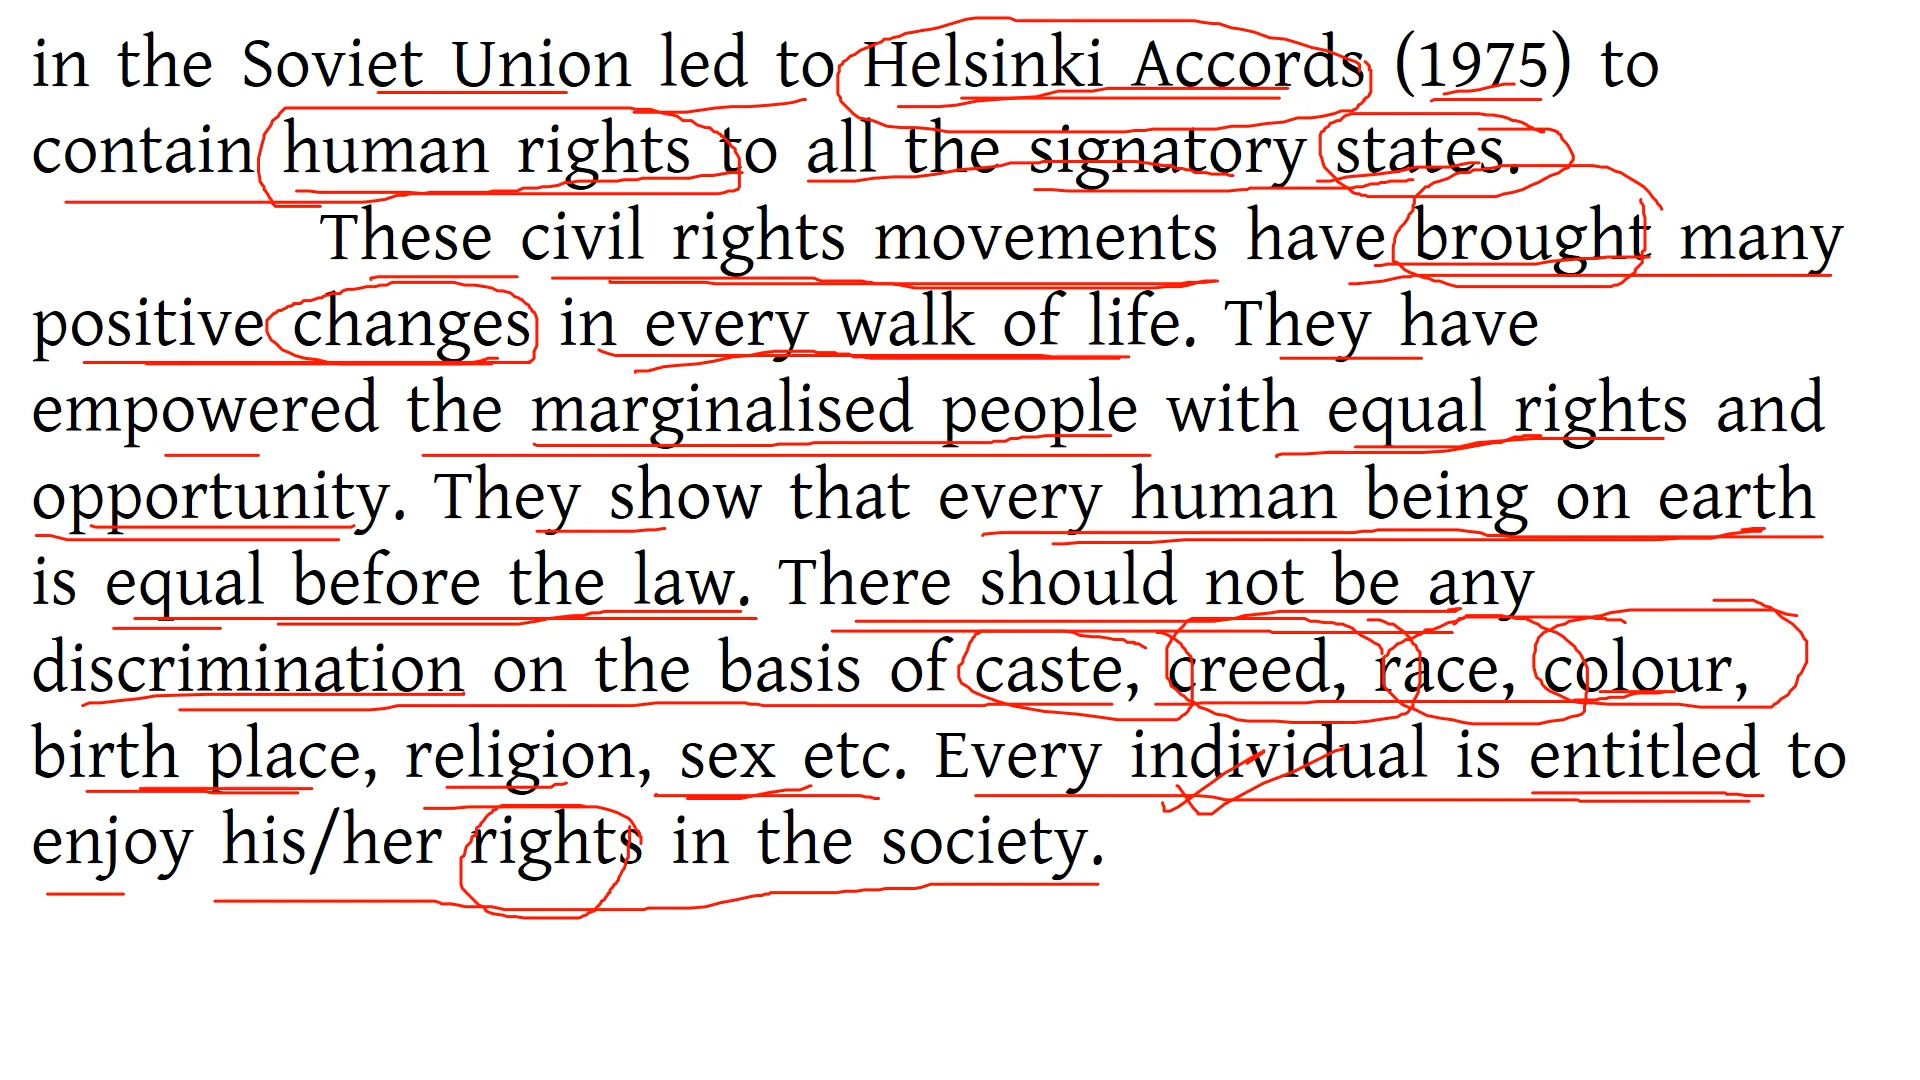 in the Soviet Union led to Helsinki Accords (1975) to
contain human rights to all the signatory states.
These civil rights movements have brought many
positive changes in every walk of life. They have
empowered the marginalised people with equal rights and
opportunity. They show that every human being on earth
is equal before the law. There should not be any
discrimination on the basis of caste, creed, race, colour,
birth place, religion, sex etc. Every individual is entitled to
enjoy his/her rights in the society.